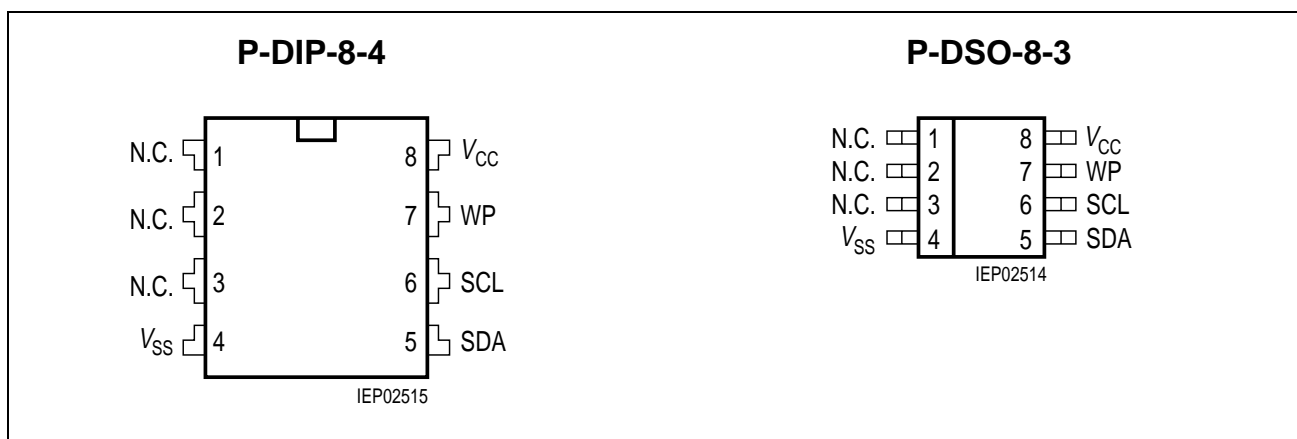 P-DIP-8-4
N.C. 1 8 VCC
N.C. 2 7 WP
N.C. 3 6 SCL
VSS 4 5 SDA
IEP02515
P-DSO-8-3
N.C. 1 8 VCC
N.C. 2 7 WP
N.C. 3 6 SCL
VSS 4 5 SDA
IEP02514